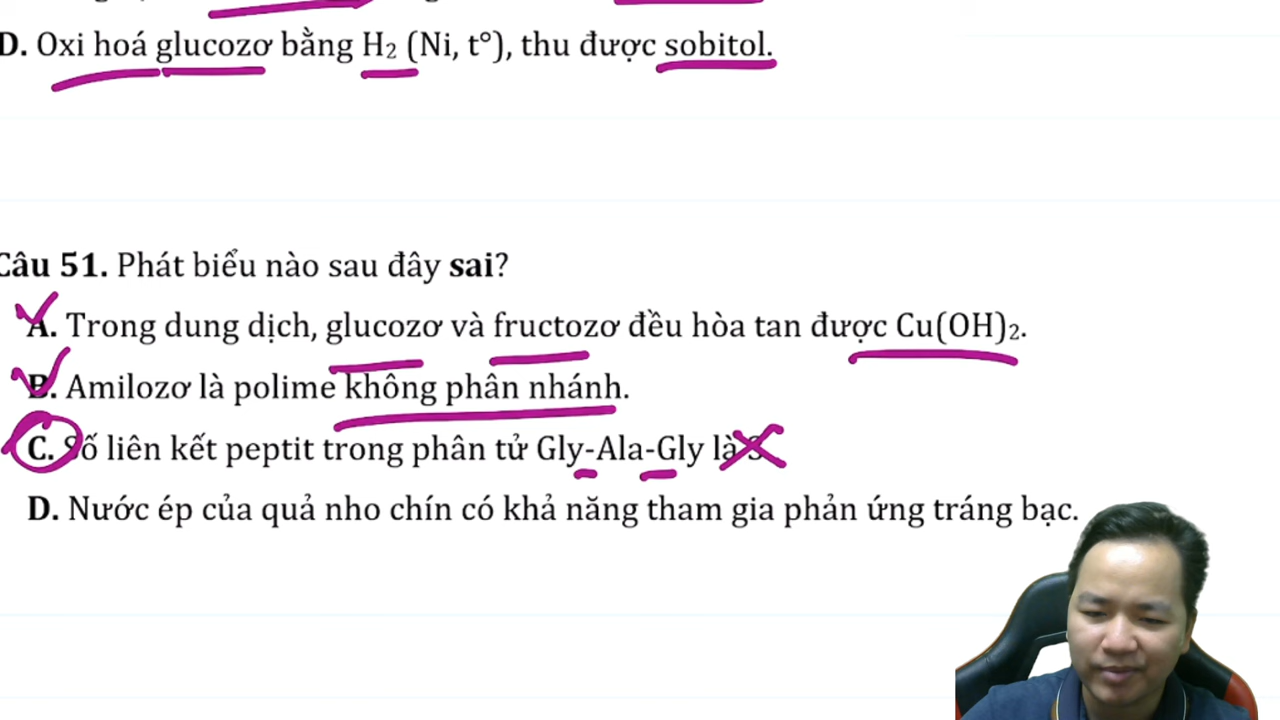 D. Oxi hoá glucozơ bằng H₂ (Ni, t°), thu được sobitol.
Câu 51. Phát biểu nào sau đây sai?
A. Trong dung dịch, glucozơ và fructozơ đều hòa tan được Cu(OH)₂.
B. Amilozơ là polime không phân nhánh.
C. Số liên kết peptit trong phân tử Gly-Ala-Gly là
D. Nước ép của quả nho chín có khả năng tham gia phản ứng tráng bạc.